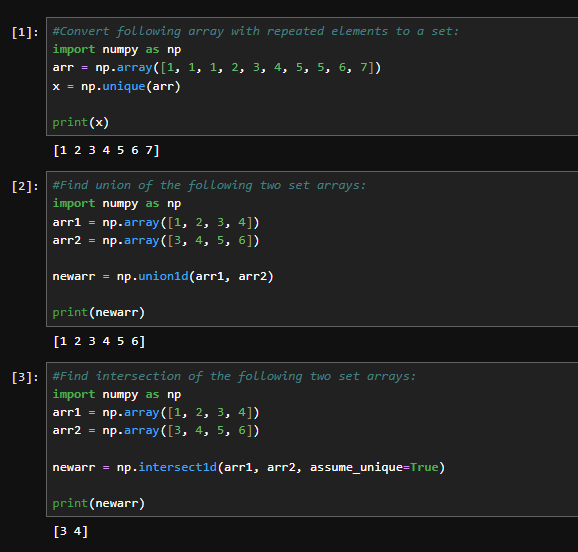 [1]: #Convert following array with repeated elements to a set:
import numpy as np
arr = np.array([1, 1, 1, 2, 3, 4, 5, 5, 6, 7])
x = np.unique(arr)
print(x)
[1 2 3 4 5 6 7]
[2]: #Find union of the following two set arrays:
import numpy as np
arr1 = np.array([1, 2, 3, 4])
arr2 = np.array([3, 4, 5, 6])
newarr = np.union1d(arr1, arr2)
print(newarr)
[1 2 3 4 5 6]
[3]: #Find intersection of the following two set arrays:
import numpy as np
arr1 = np.array([1, 2, 3, 4])
arr2 = np.array([3, 4, 5, 6])
newarr = np.intersect1d(arr1, arr2, assume_unique=True)
print(newarr)
[3 4]